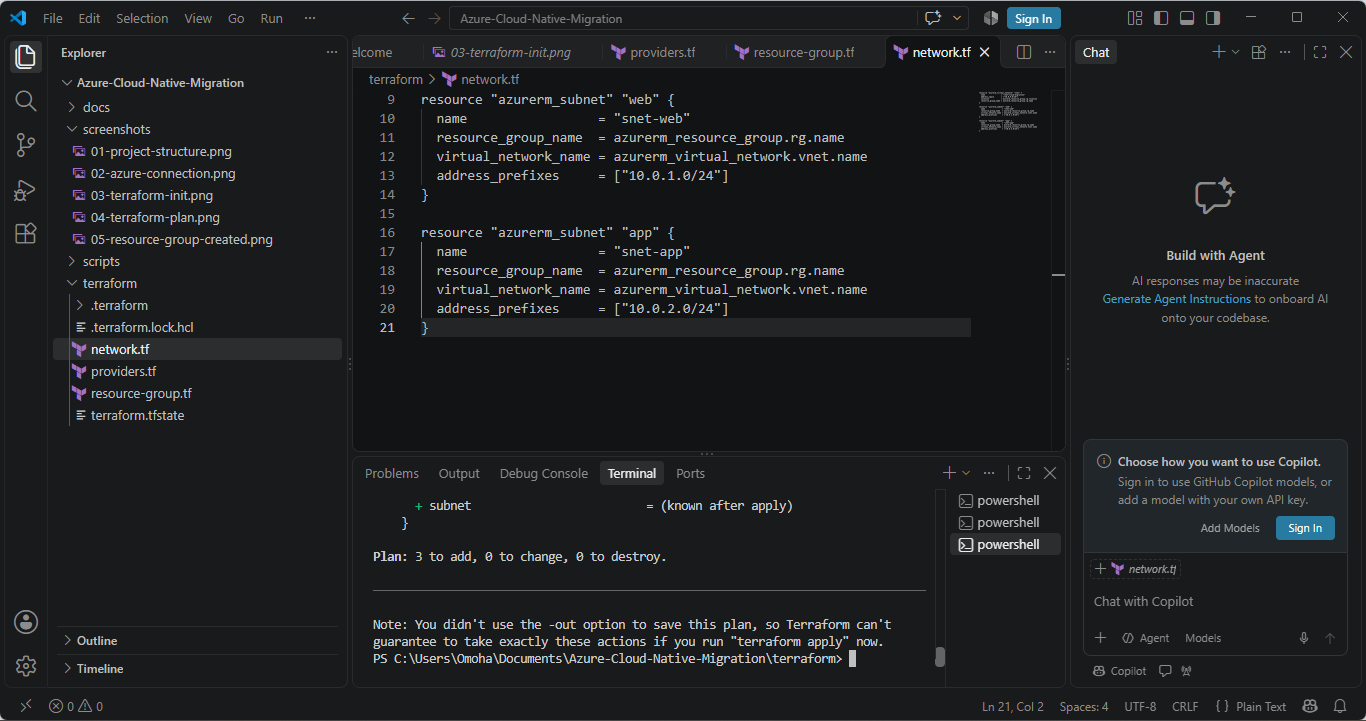 File Edit Selection View Go Run ···
Azure-Cloud-Native-Migration
Sign In
Explorer
Azure-Cloud-Native-Migration
docs
screenshots
01-project-structure.png
02-azure-connection.png
03-terraform-init.png
04-terraform-plan.png
05-resource-group-created.png
scripts
terraform
.terraform
.terraform.lock.hcl
network.tf
providers.tf
resource-group.tf
terraform.tfstate
Outline
Timeline
elcome 03-terraform-init.png providers.tf resource-group.tf network.tf
terraform > network.tf
9 resource "azurerm_subnet" "web" {
10 name = "snet-web"
11 resource_group_name = azurerm_resource_group.rg.name
12 virtual_network_name = azurerm_virtual_network.vnet.name
13 address_prefixes = ["10.0.1.0/24"]
14 }
15
16 resource "azurerm_subnet" "app" {
17 name = "snet-app"
18 resource_group_name = azurerm_resource_group.rg.name
19 virtual_network_name = azurerm_virtual_network.vnet.name
20 address_prefixes = ["10.0.2.0/24"]
21 }
Problems Output Debug Console Terminal Ports
+ subnet = (known after apply)
}
Plan: 3 to add, 0 to change, 0 to destroy.
Note: You didn't use the -out option to save this plan, so Terraform can't
guarantee to take exactly these actions if you run "terraform apply" now.
PS C:\Users\Omoha\Documents\Azure-Cloud-Native-Migration\terraform>
powershell
powershell
powershell
Chat
Build with Agent
AI responses may be inaccurate
Generate Agent Instructions to onboard AI
onto your codebase.
Choose how you want to use Copilot.
Sign in to use GitHub Copilot models, or
add a model with your own API key.
Add Models Sign In
network.tf
Chat with Copilot
Agent Models
Copilot
0 0 Ln 21, Col 2 Spaces: 4 UTF-8 CRLF { } Plain Text